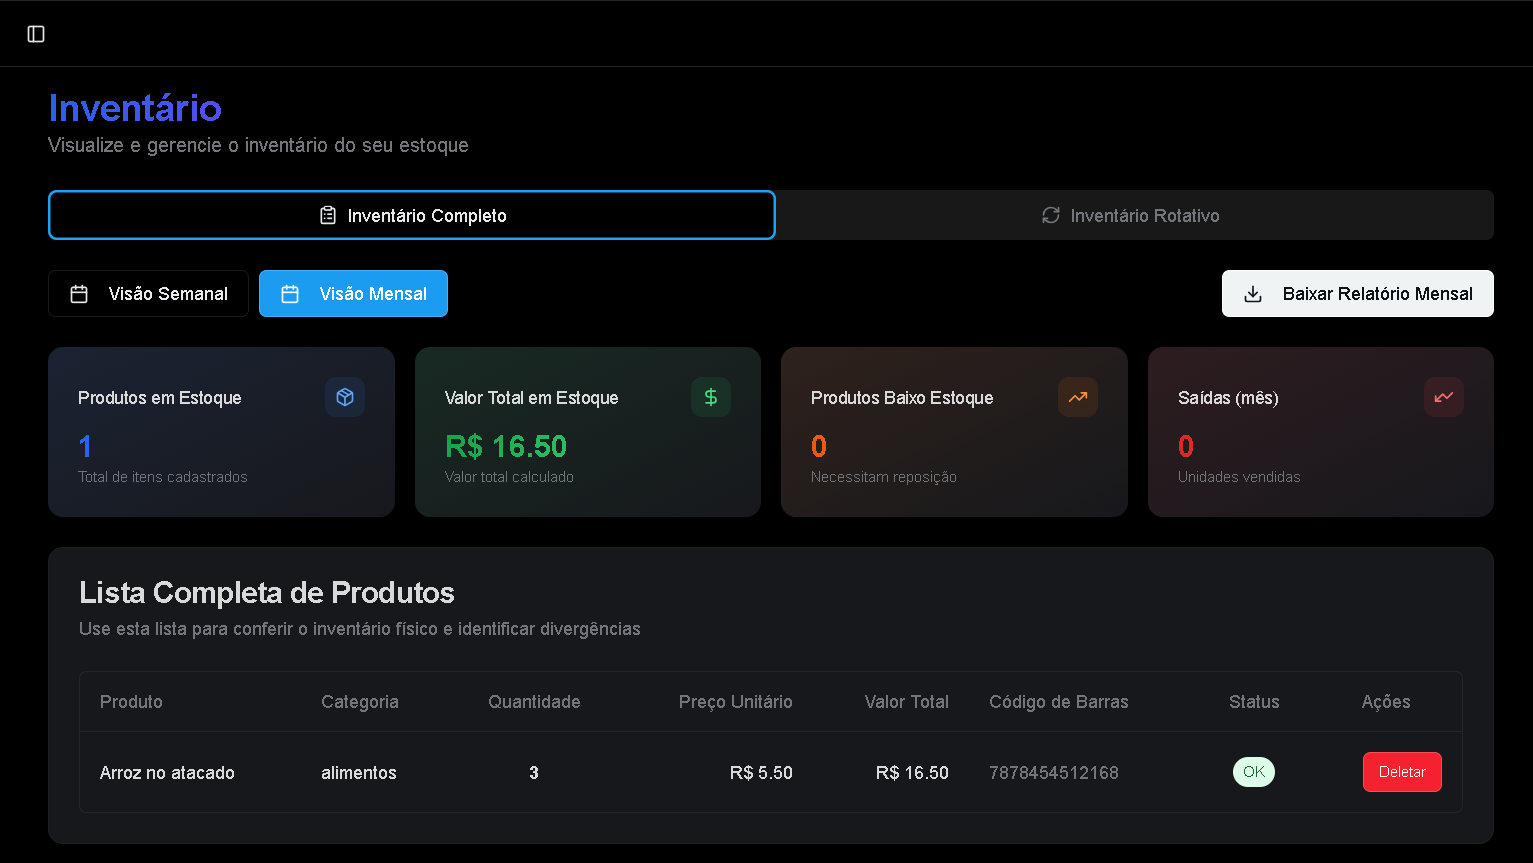 Inventário
Visualize e gerencie o inventário do seu estoque
Inventário Completo
Inventário Rotativo
Visão Semanal
Visão Mensal
Baixar Relatório Mensal
Produtos em Estoque
1
Total de itens cadastrados
Valor Total em Estoque
R$ 16.50
Valor total calculado
Produtos Baixo Estoque
0
Necessitam reposição
Saídas (mês)
0
Unidades vendidas
Lista Completa de Produtos
Use esta lista para conferir o inventário físico e identificar divergências
Produto Categoria Quantidade Preço Unitário Valor Total Código de Barras Status Ações
Arroz no atacado alimentos 3 R$ 5.50 R$ 16.50 7878454512168 OK Deletar